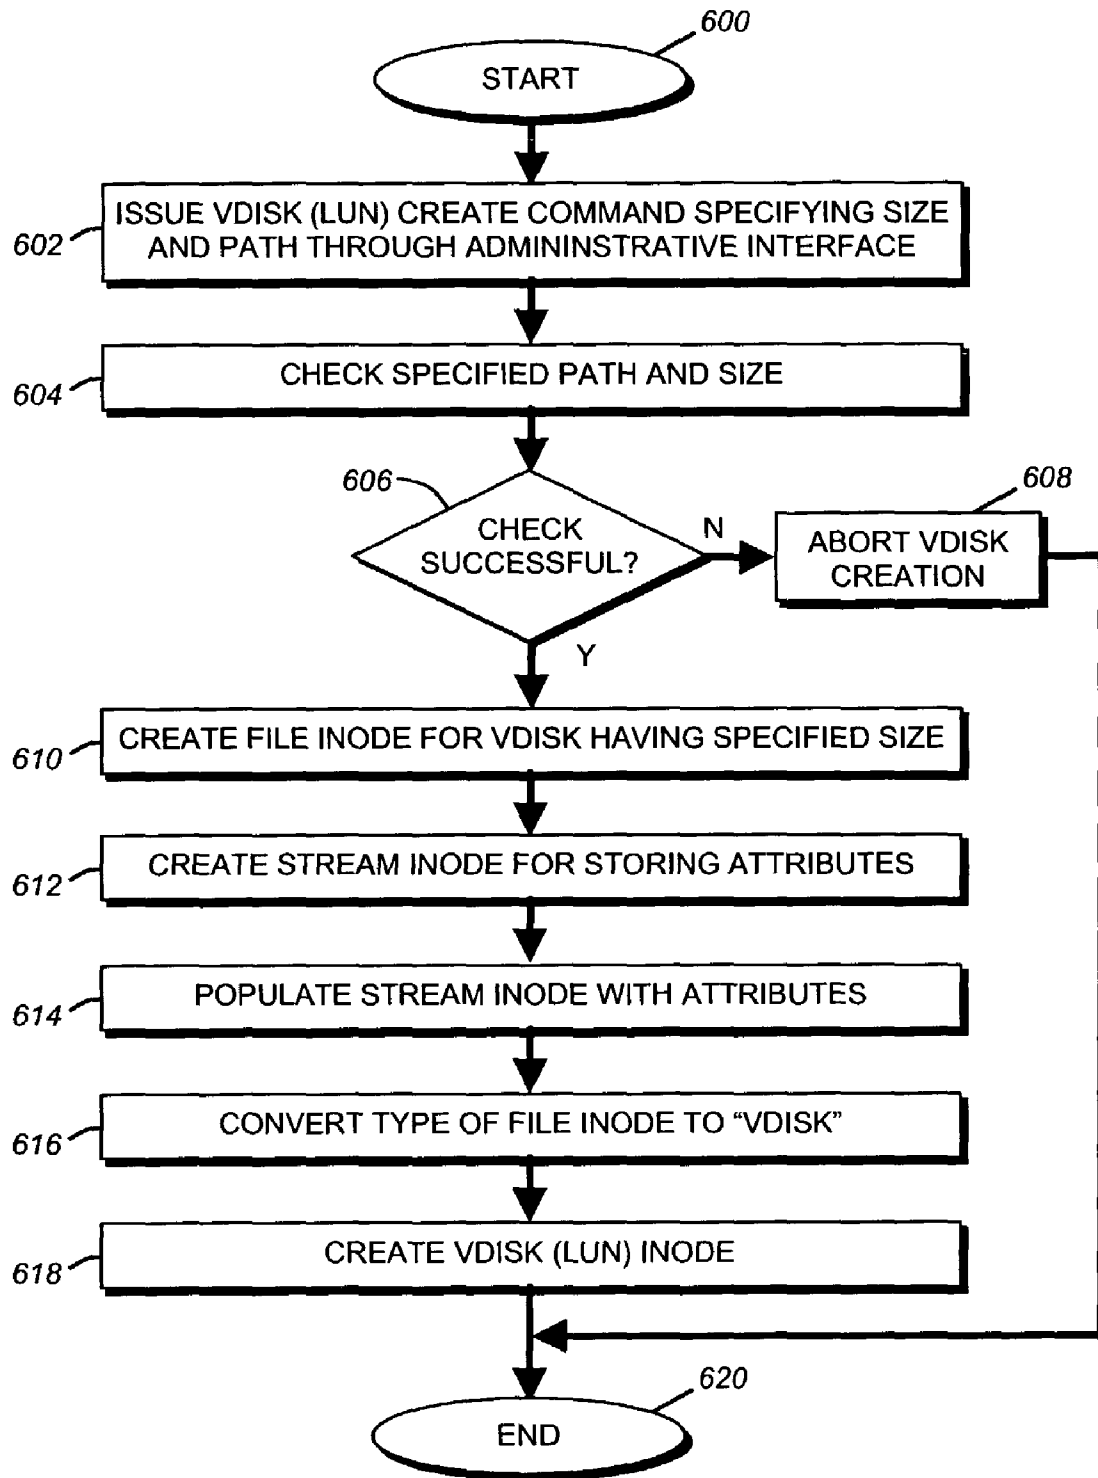 600
START
ISSUE VDISK (LUN) CREATE COMMAND SPECIFYING SIZE
AND PATH THROUGH ADMININSTRATIVE INTERFACE
602
CHECK SPECIFIED PATH AND SIZE
604
606
CHECK
SUCCESSFUL?
N
608
ABORT VDISK
CREATION
Y
CREATE FILE INODE FOR VDISK HAVING SPECIFIED SIZE
610
CREATE STREAM INODE FOR STORING ATTRIBUTES
612
POPULATE STREAM INODE WITH ATTRIBUTES
614
CONVERT TYPE OF FILE INODE TO “VDISK”
616
CREATE VDISK (LUN) INODE
618
620
END